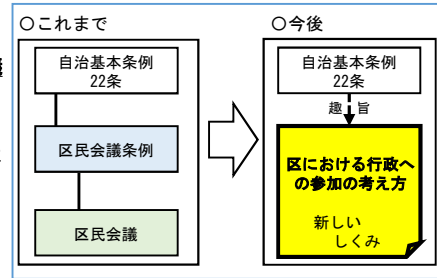 ○これまで
自治基本条例
22条
区民会議条例
区民会議
○今後
自治基本条例
22条
趣旨
区における行政へ
の参加の考え方
新しい
しくみ